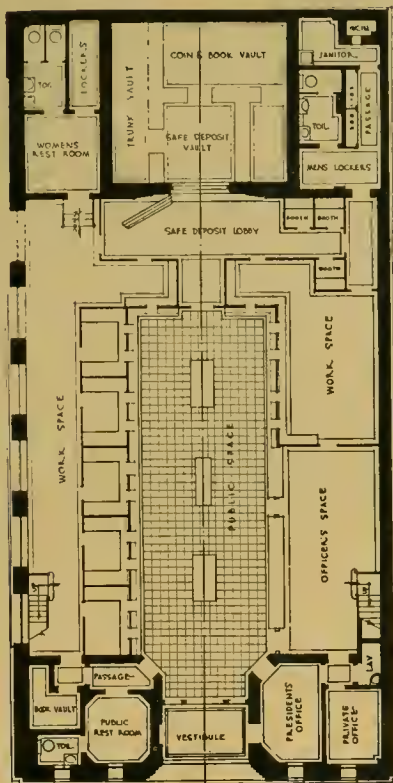 TOI.
LOCKERS
WOMENS
REST ROOM
TRUNK VAULT
COIN & BOOK VAULT
SAFE DEPOSIT
VAULT
JANITOR
TOIL.
PASSAGE
MENS LOCKERS
SAFE DEPOSIT LOBBY
BOOTH
BOOTH
BOOTH
WORK SPACE
WORK SPACE
PUBLIC SPACE
OFFICERS SPACE
PASSAGE
BOOK VAULT
TOIL.
PUBLIC
REST ROOM
VESTIBULE
PRESIDENTS
OFFICE
PRIVATE
OFFICE
LAV